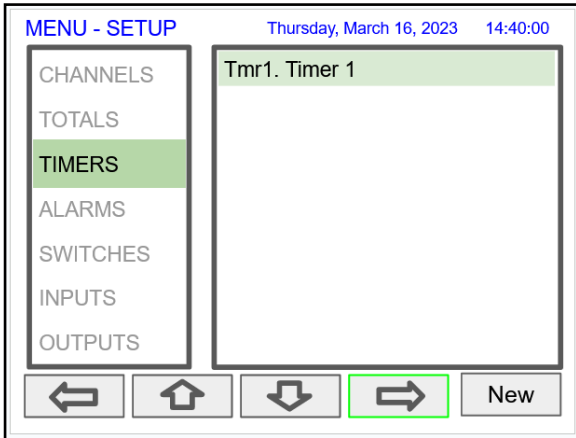 MENU - SETUP Thursday, March 16, 2023 14:40:00
CHANNELS
TOTALS
TIMERS
ALARMS
SWITCHES
INPUTS
OUTPUTS
Tmr1. Timer 1
New